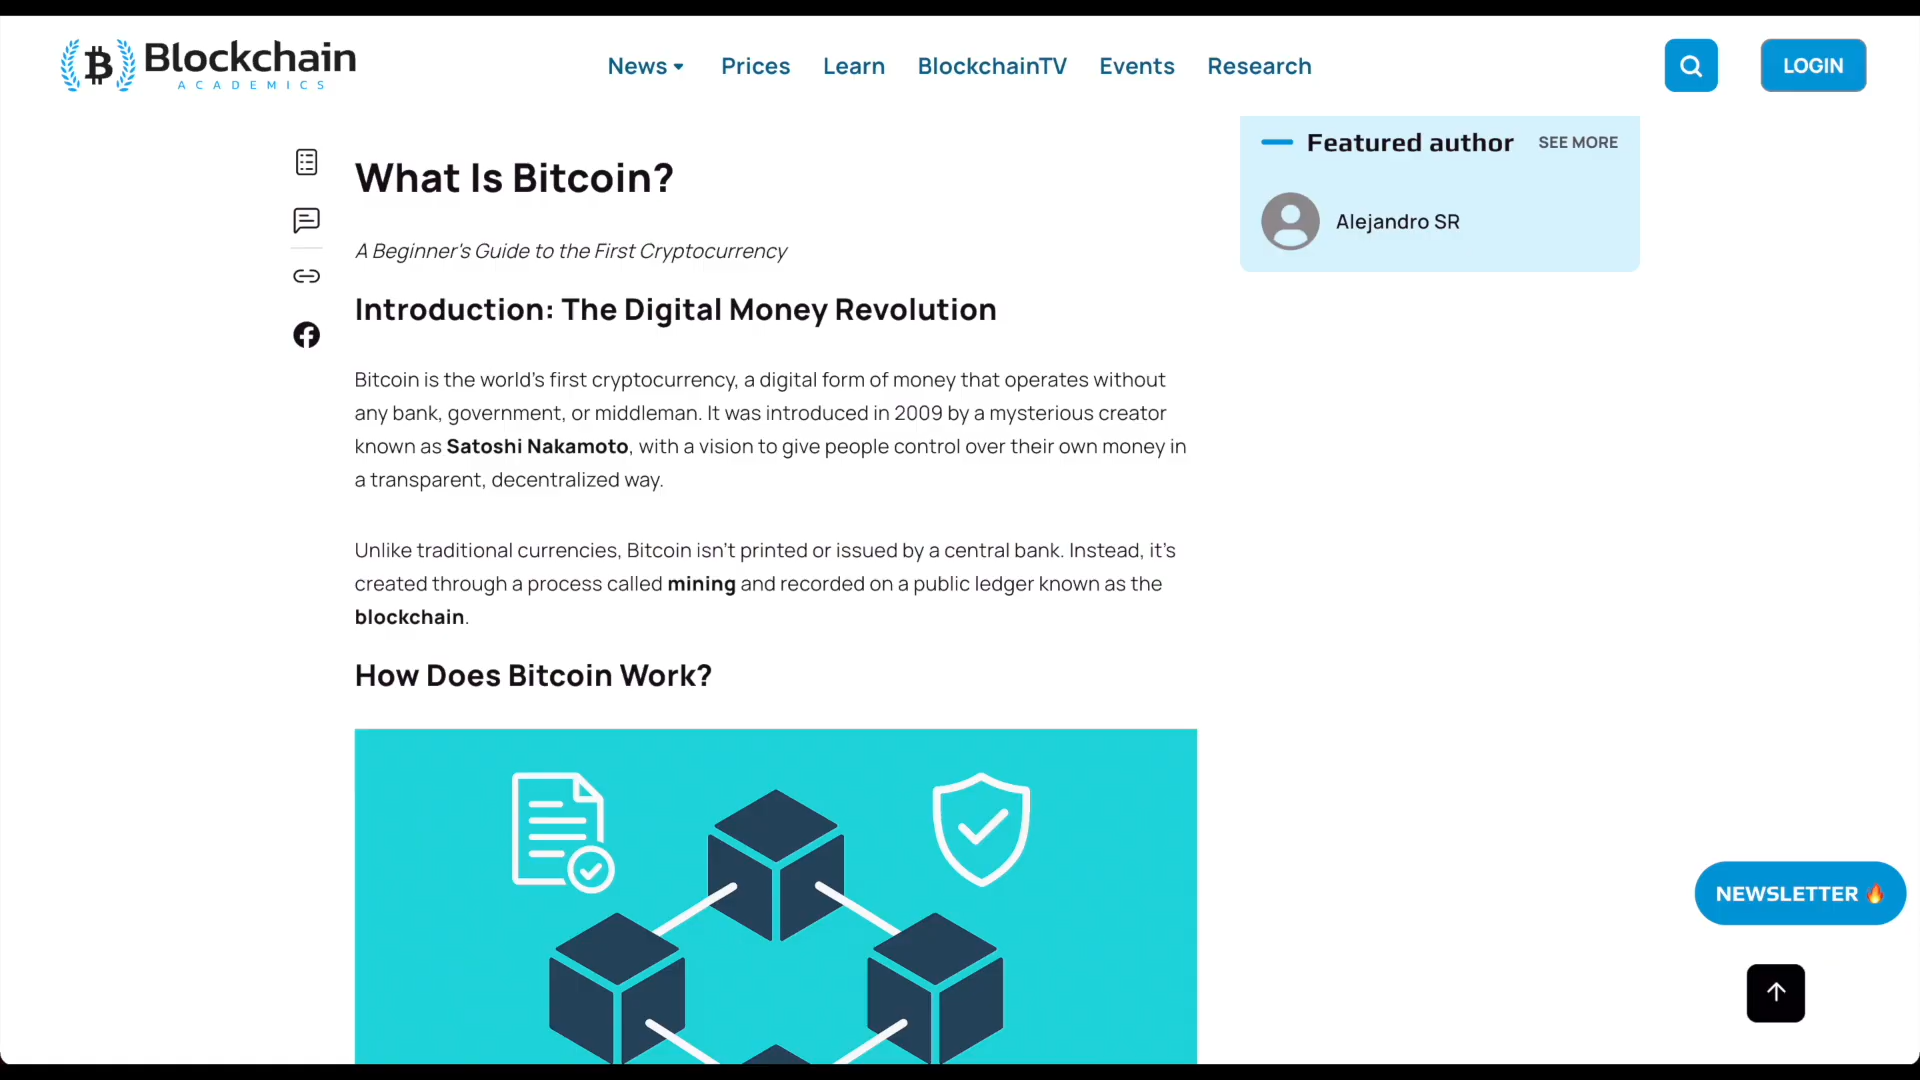 Blockchain
ACADEMICS
News
Prices
Learn
BlockchainTV
Events
Research
LOGIN
What Is Bitcoin?
A Beginner's Guide to the First Cryptocurrency
Introduction: The Digital Money Revolution
Bitcoin is the world's first cryptocurrency, a digital form of money that operates without
any bank, government, or middleman. It was introduced in 2009 by a mysterious creator
known as Satoshi Nakamoto, with a vision to give people control over their own money in
a transparent, decentralized way.
Unlike traditional currencies, Bitcoin isn't printed or issued by a central bank. Instead, it's
created through a process called mining and recorded on a public ledger known as the
blockchain.
How Does Bitcoin Work?
Featured author
SEE MORE
Alejandro SR
NEWSLETTER 🔥